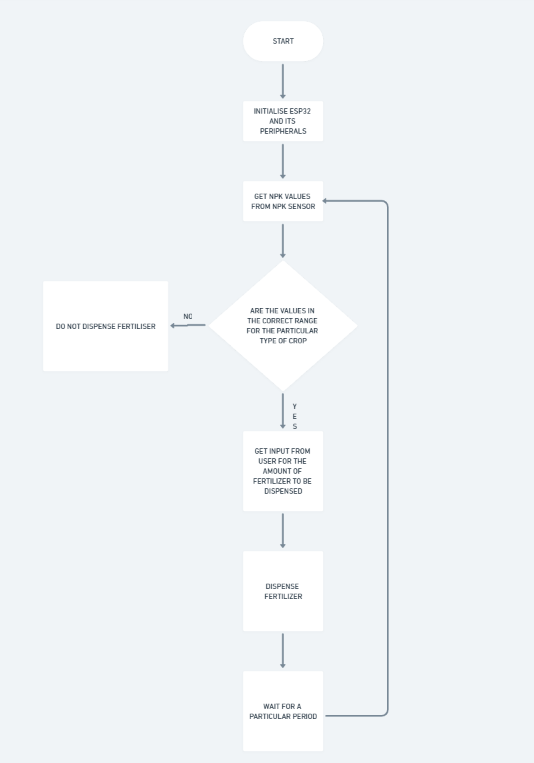 START
INITIALISE ESP32
AND ITS
PERIPHERALS
GET NPK VALUES
FROM NPK SENSOR
ARE THE VALUES IN
THE CORRECT RANGE
FOR THE PARTICULAR
TYPE OF CROP
NO
DO NOT DISPENSE FERTILISER
Y
E
S
GET INPUT FROM
USER FOR THE
AMOUNT OF
FERTILIZER TO BE
DISPENSED
DISPENSE
FERTILIZER
WAIT FOR A
PARTICULAR PERIOD